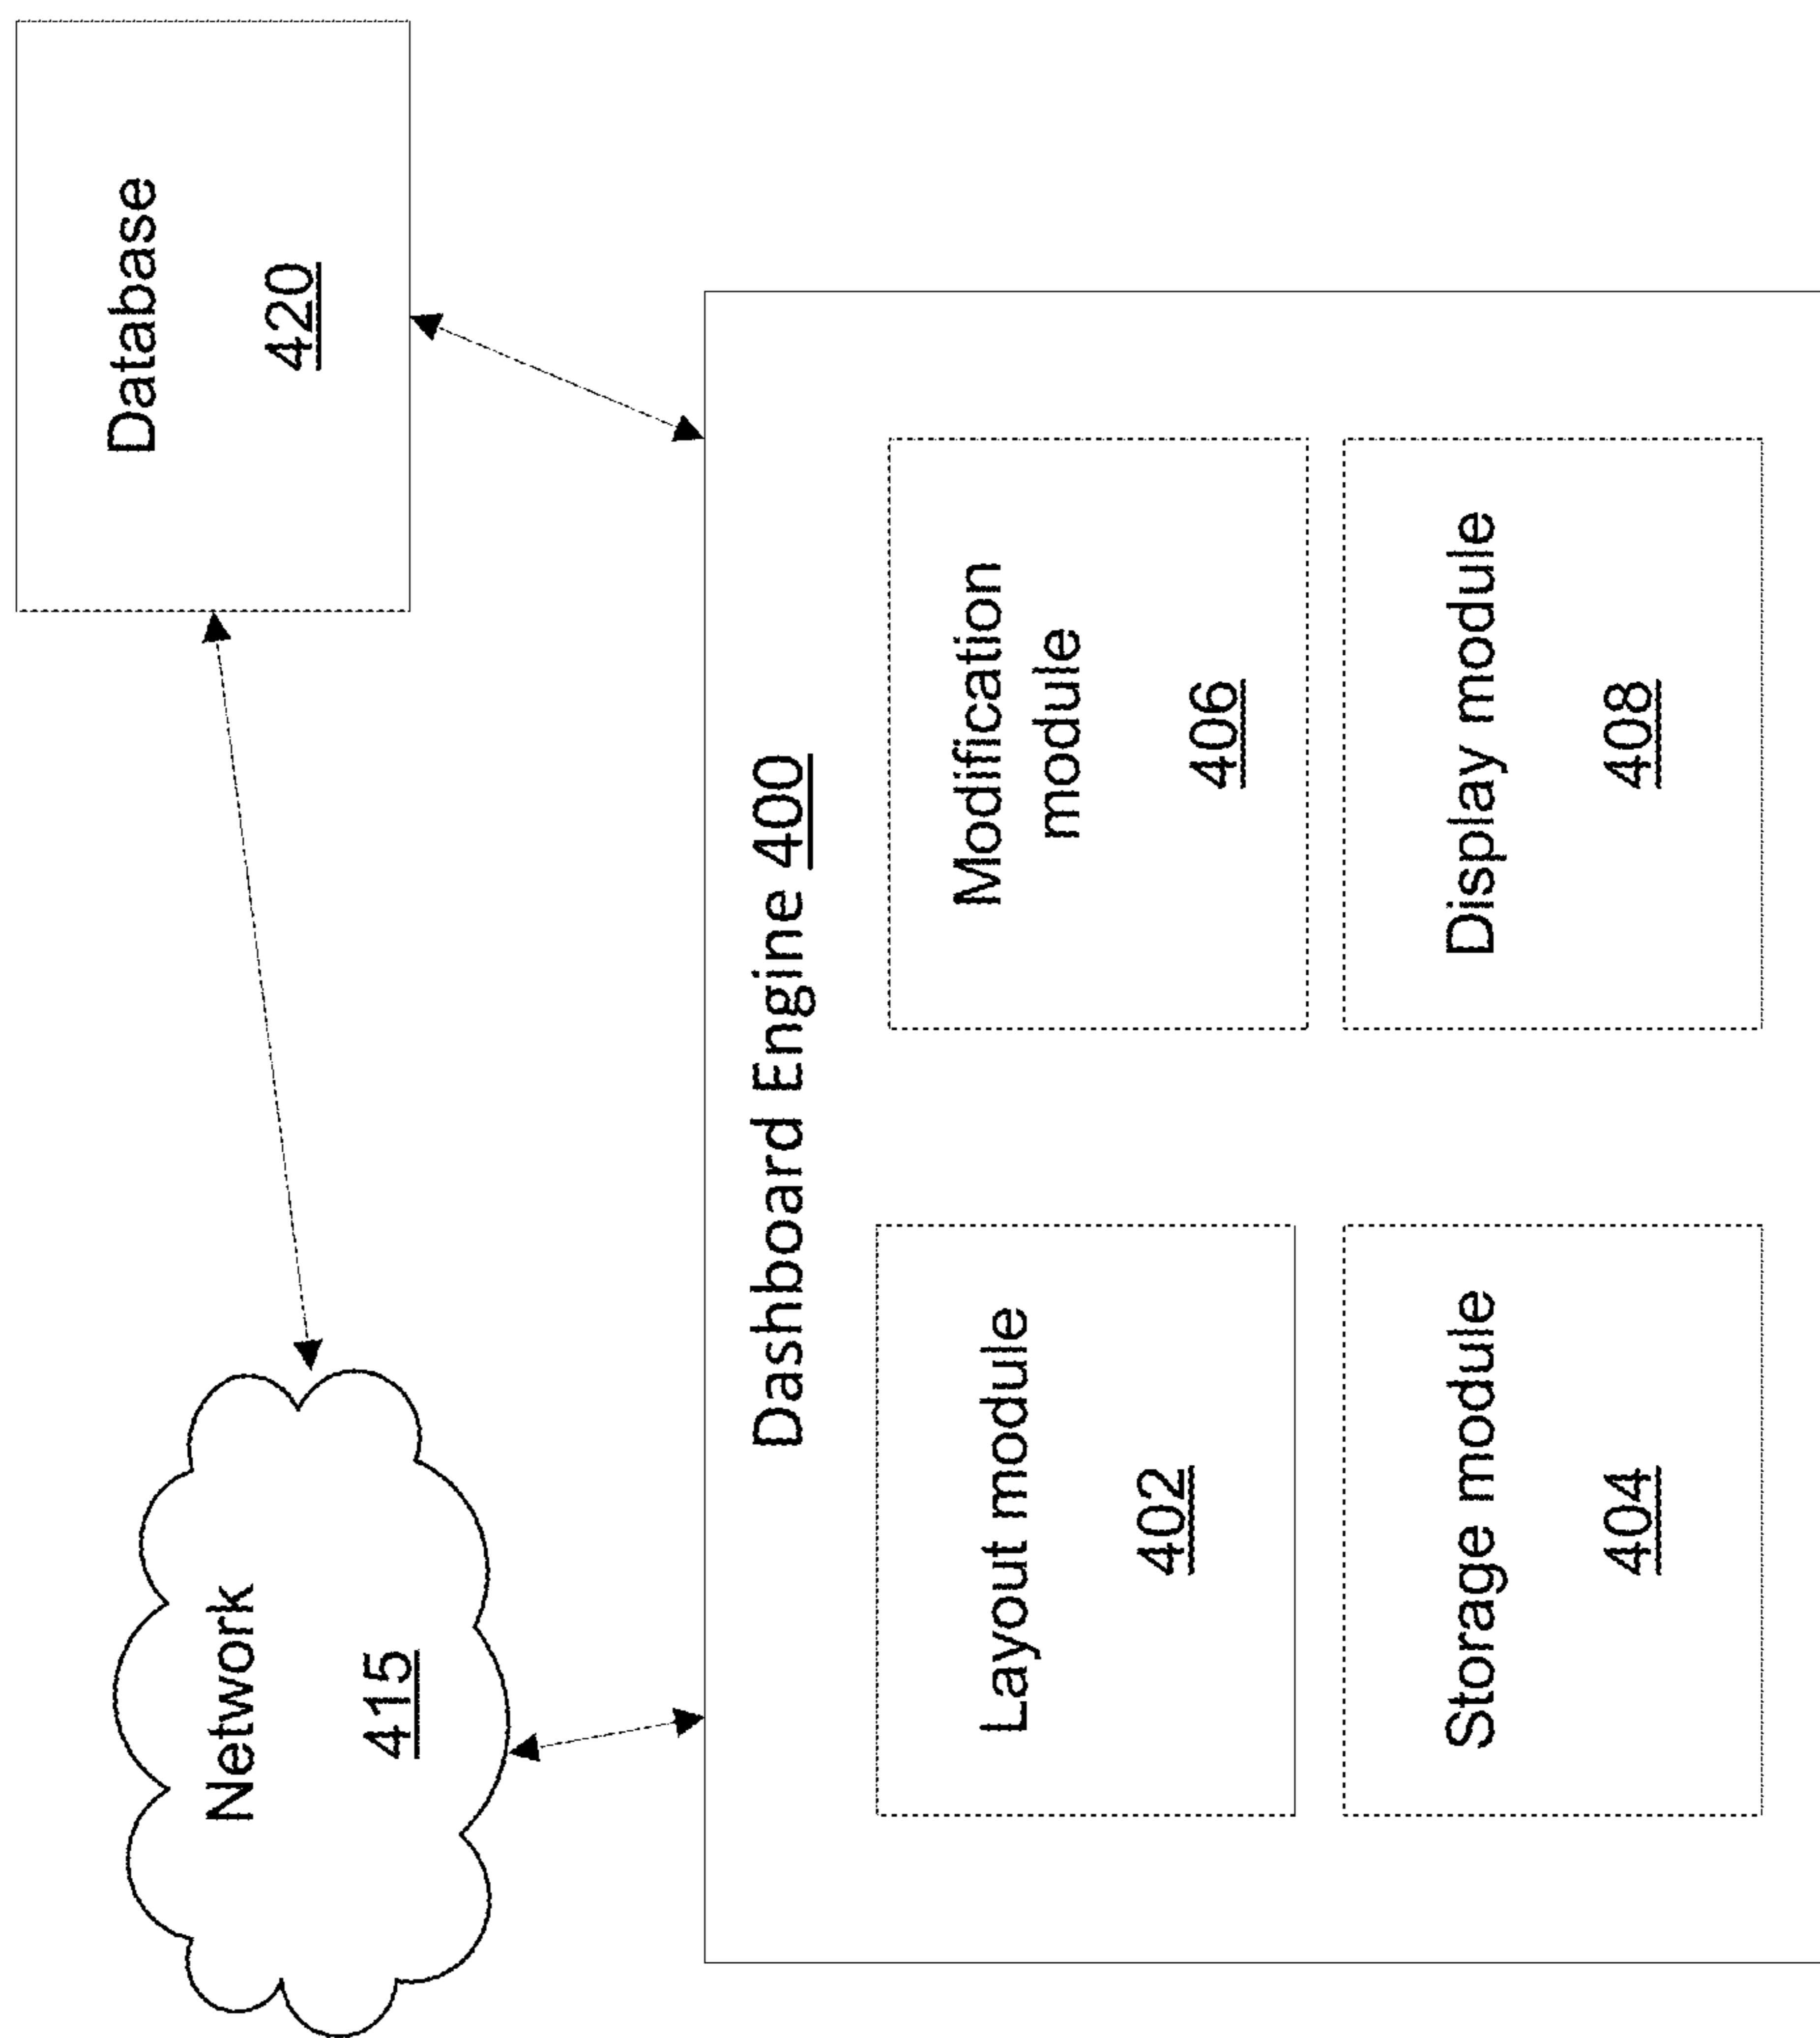 Network
415
Database
420
Dashboard Engine 400
Layout module
402
Modification
module
406
Storage module
404
Display module
408